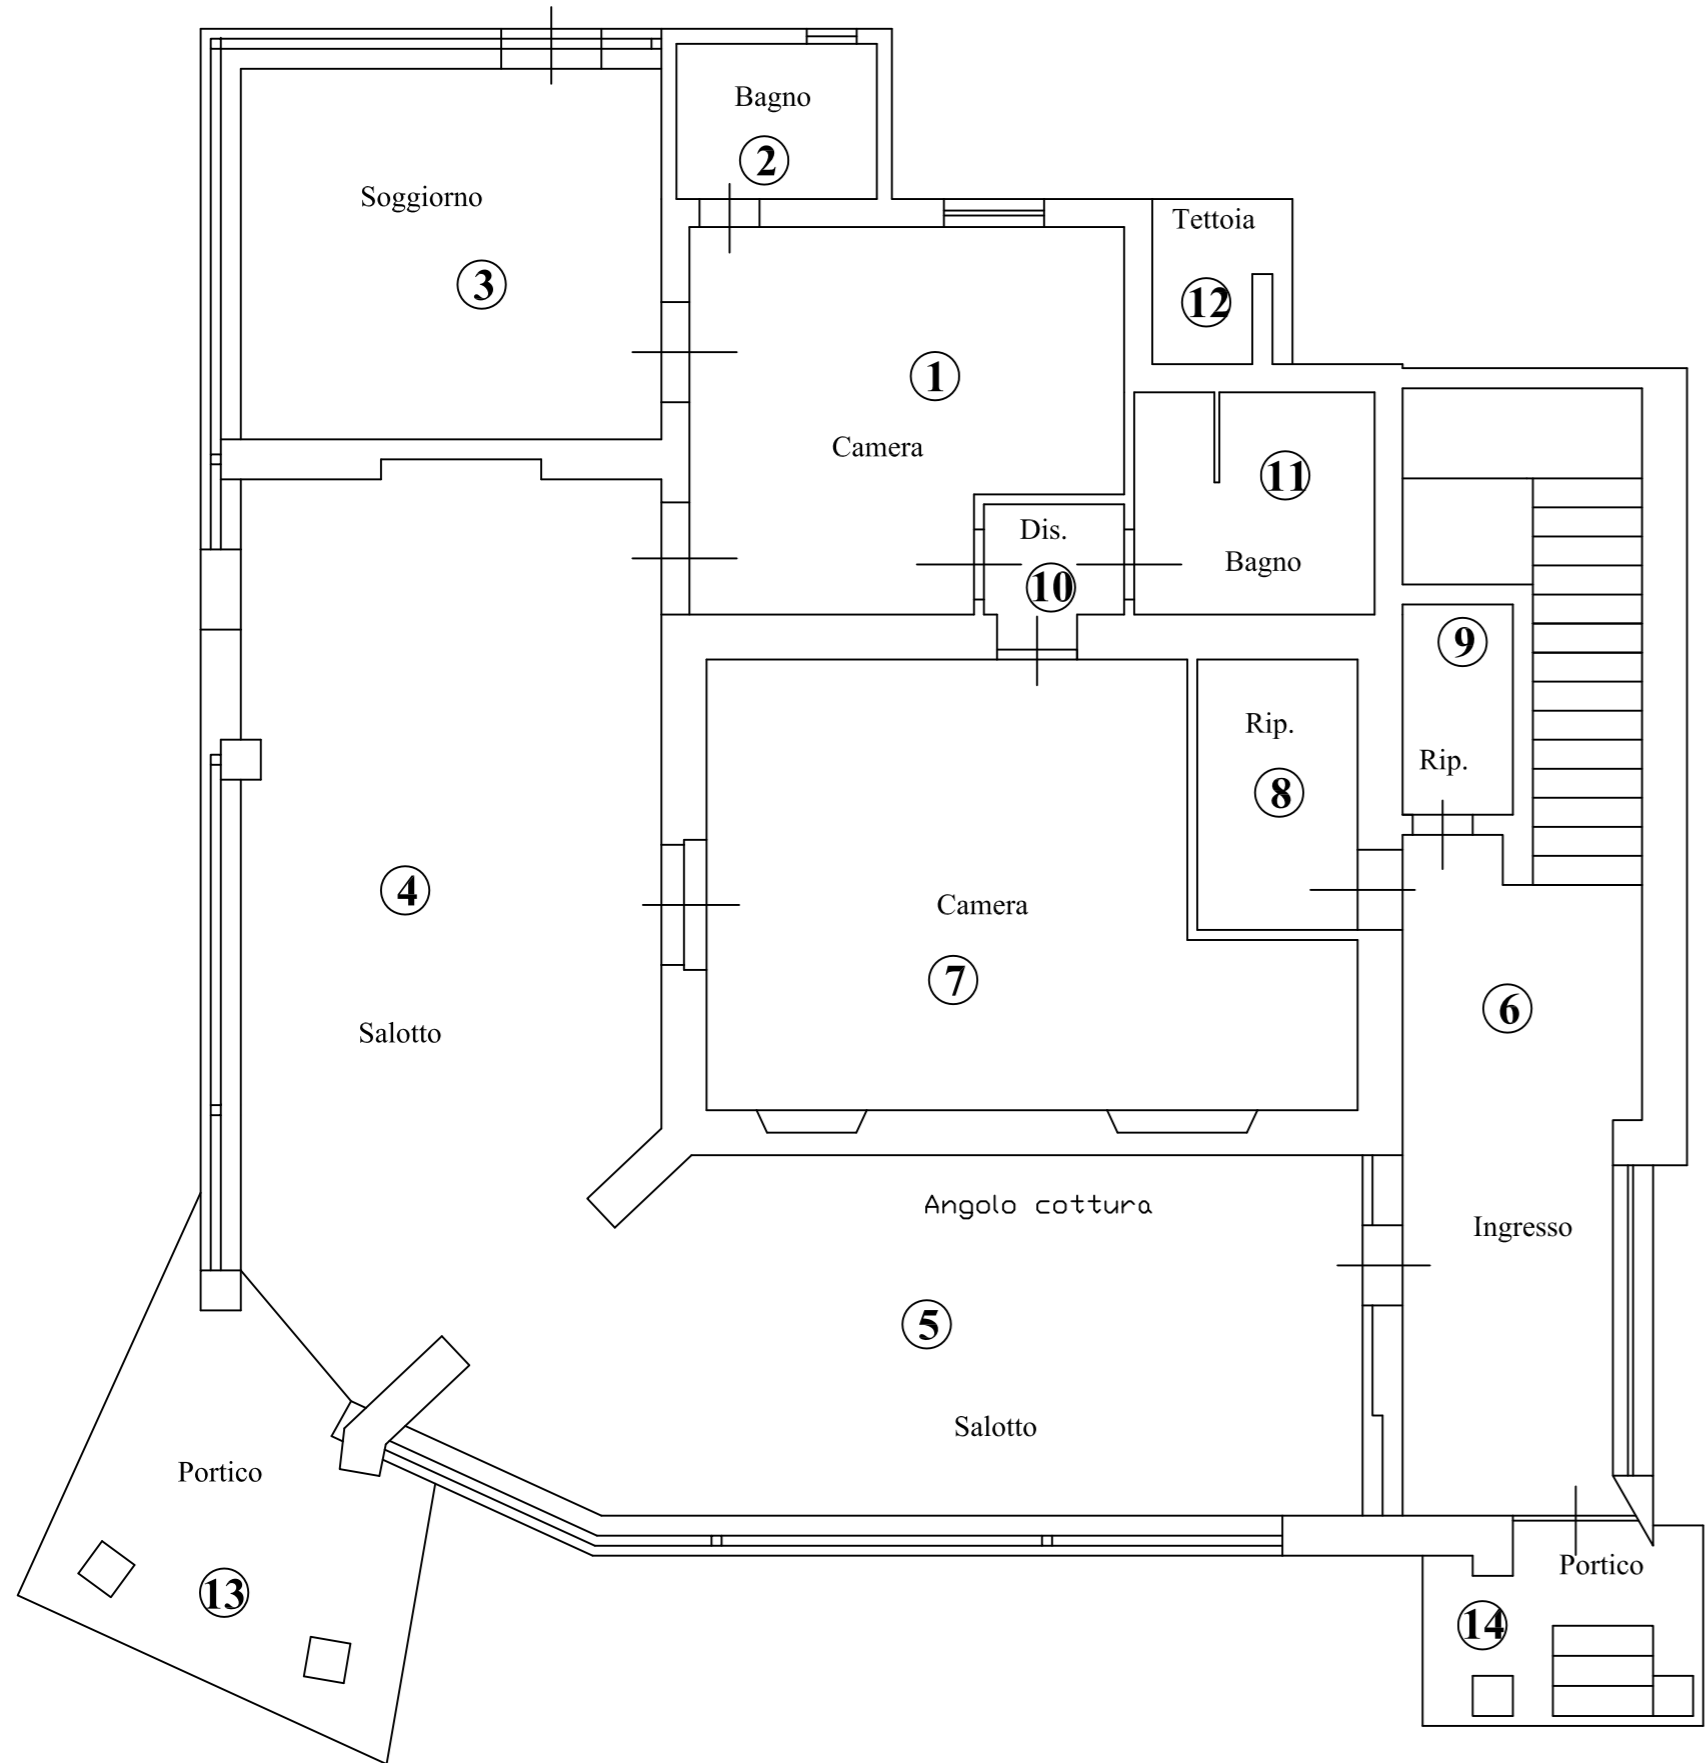 Bagno
2
Soggiorno
3
Tettoia
12
1
Camera
11
Bagno
Dis.
10
9
Rip.
Rip.
8
4
Camera
7
6
Salotto
Angolo cottura
Ingresso
5
Salotto
Portico
13
Portico
14